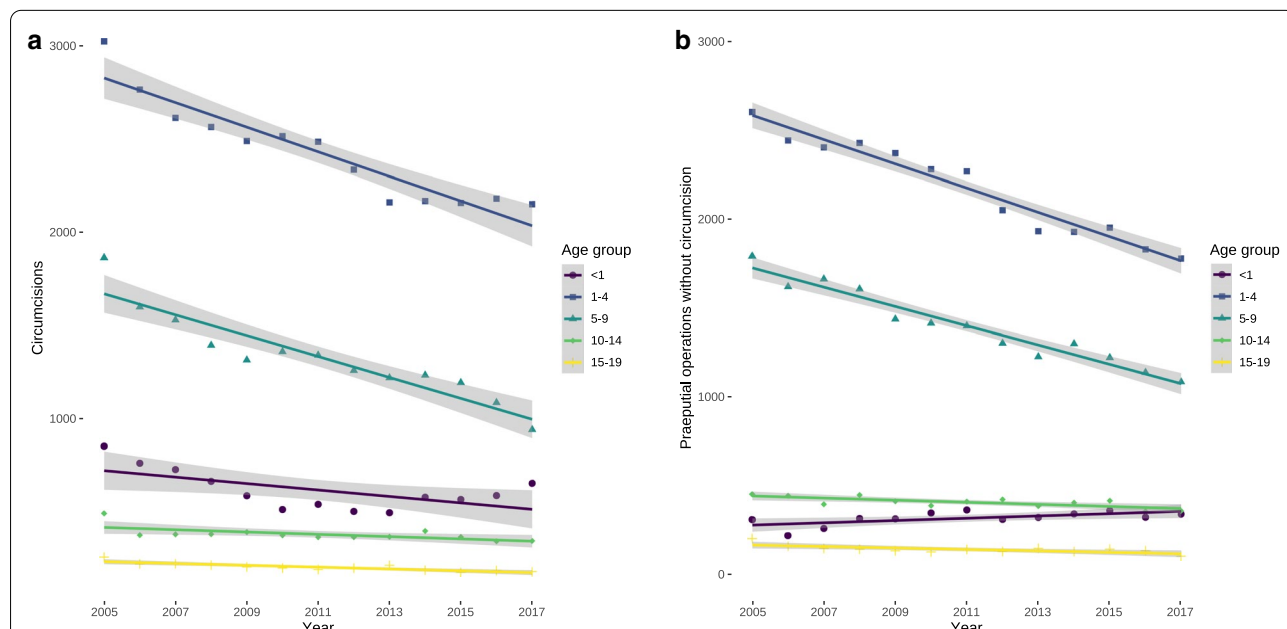 a
3000
2000
1000
Circumcisions
2005 2007 2009 2011 2013 2015 2017
Year
Age group
<1
1-4
5-9
10-14
15-19
b
3000
2000
1000
0
Praeputial operations without circumcision
2005 2007 2009 2011 2013 2015 2017
Year
Age group
<1
1-4
5-9
10-14
15-19